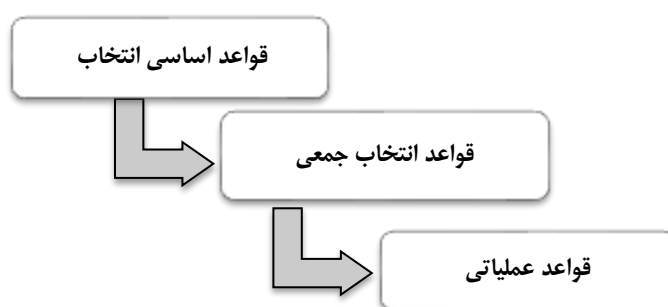 قواعد اساسی انتخاب
قواعد انتخاب جمعی
قواعد عملیاتی